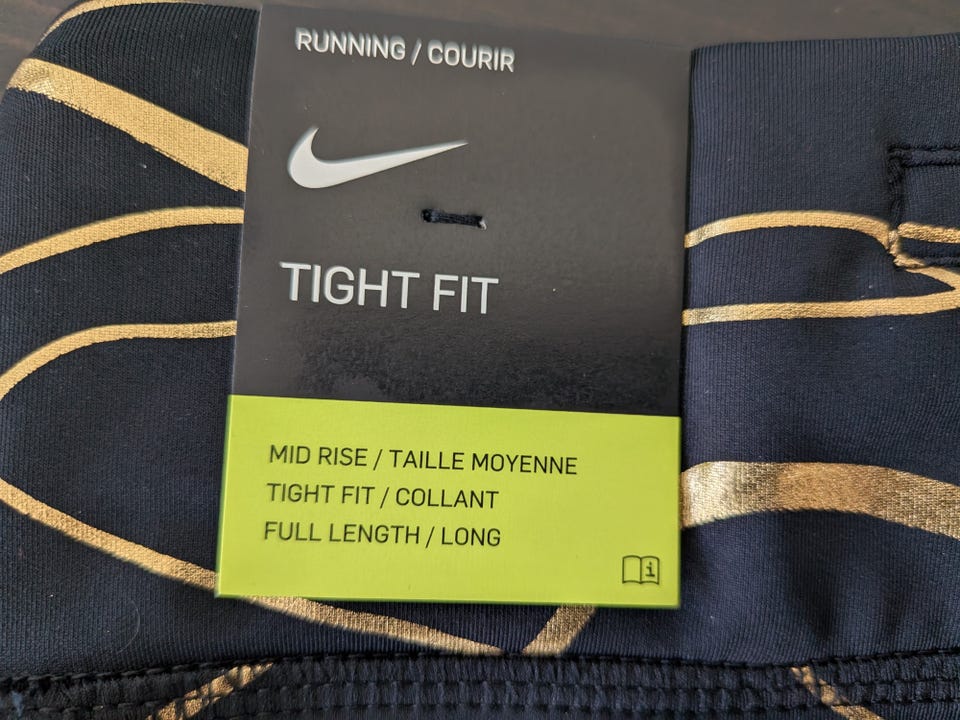 RUNNING / COURIR
TIGHT FIT
MID RISE / TAILLE MOYENNE
TIGHT FIT / COLLANT
FULL LENGTH / LONG
i